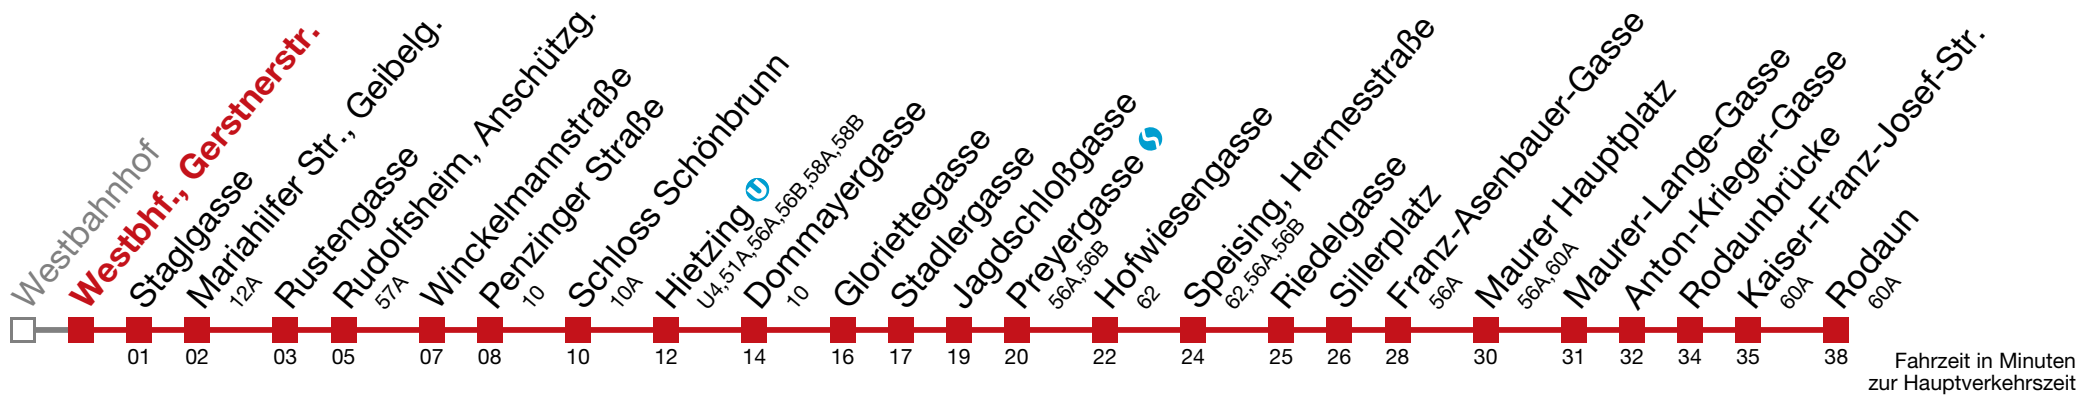 Westbahnhof
Westbhf., Gerstnerstr.
Staglgasse
Mariahilfer Str., Geibelg.
12A
Rustengasse
Rudolfsheim, Anschützg.
57A
Winckelmannstraße
Penzinger Straße
10
Schloss Schönbrunn
10A
Hietzing U
U4,51A,56A,56B,58A,58B
Dommayergasse
10
Gloriettegasse
Stadlergasse
Jagdschloßgasse
Preyergasse
56A,56B
Hofwiesengasse
62
Speising, Hermesstraße
62,56A,56B
Riedelgasse
Sillerplatz
Franz-Asenbauer-Gasse
56A
Maurer Hauptplatz
56A,60A
Maurer-Lange-Gasse
Anton-Krieger-Gasse
Rodaunbrücke
Kaiser-Franz-Josef-Str.
60A
Rodaun
60A
01 02 03 05 07 08 10 12 14 16 17 19 20 22 24 25 26 28 30 31 32 34 35 38
Fahrzeit in Minuten
zur Hauptverkehrszeit